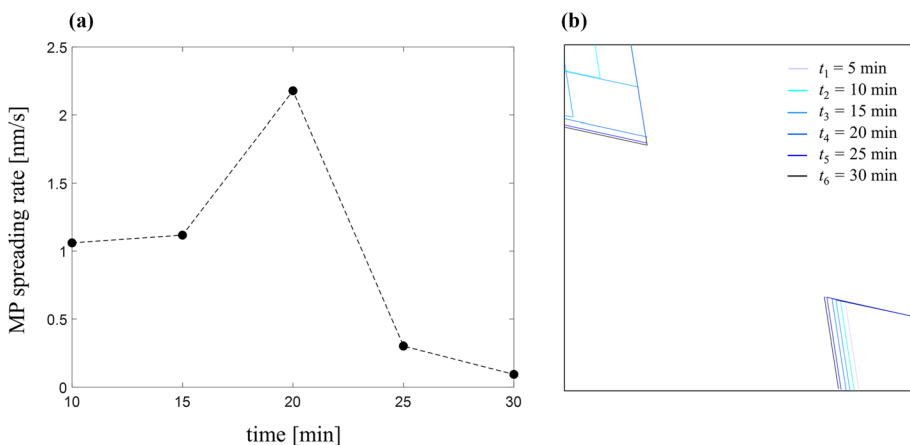 (a)
(b)
MP spreading rate [nm/s]
2.5
2
1.5
1
0.5
0
10
15
20
25
30
time [min]
t1 = 5 min
t2 = 10 min
t3 = 15 min
t4 = 20 min
t5 = 25 min
t6 = 30 min